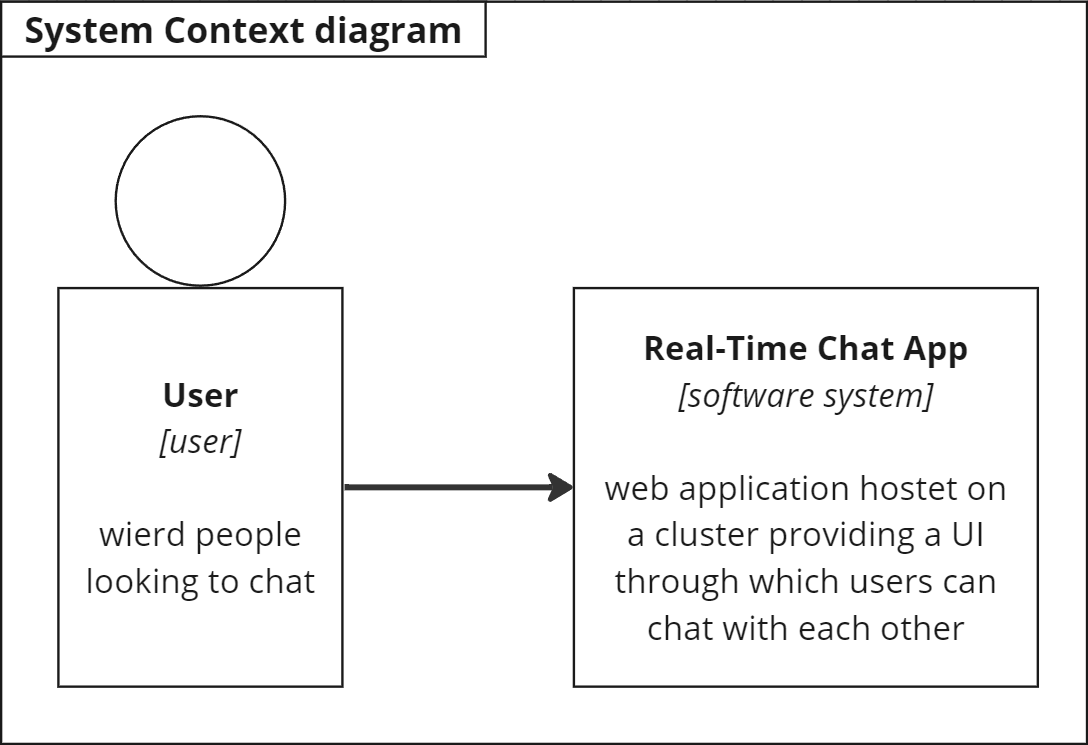 System Context diagram
User
[user]
wierd people
looking to chat
Real-Time Chat App
[software system]
web application hostet on
a cluster providing a UI
through which users can
chat with each other